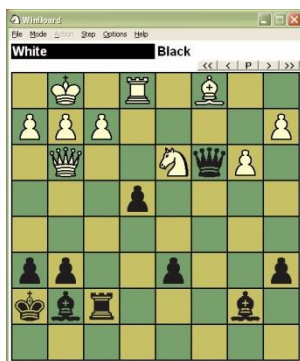 WinBoard
File Mode Action Step Options Help
White Black
<< < P > >>